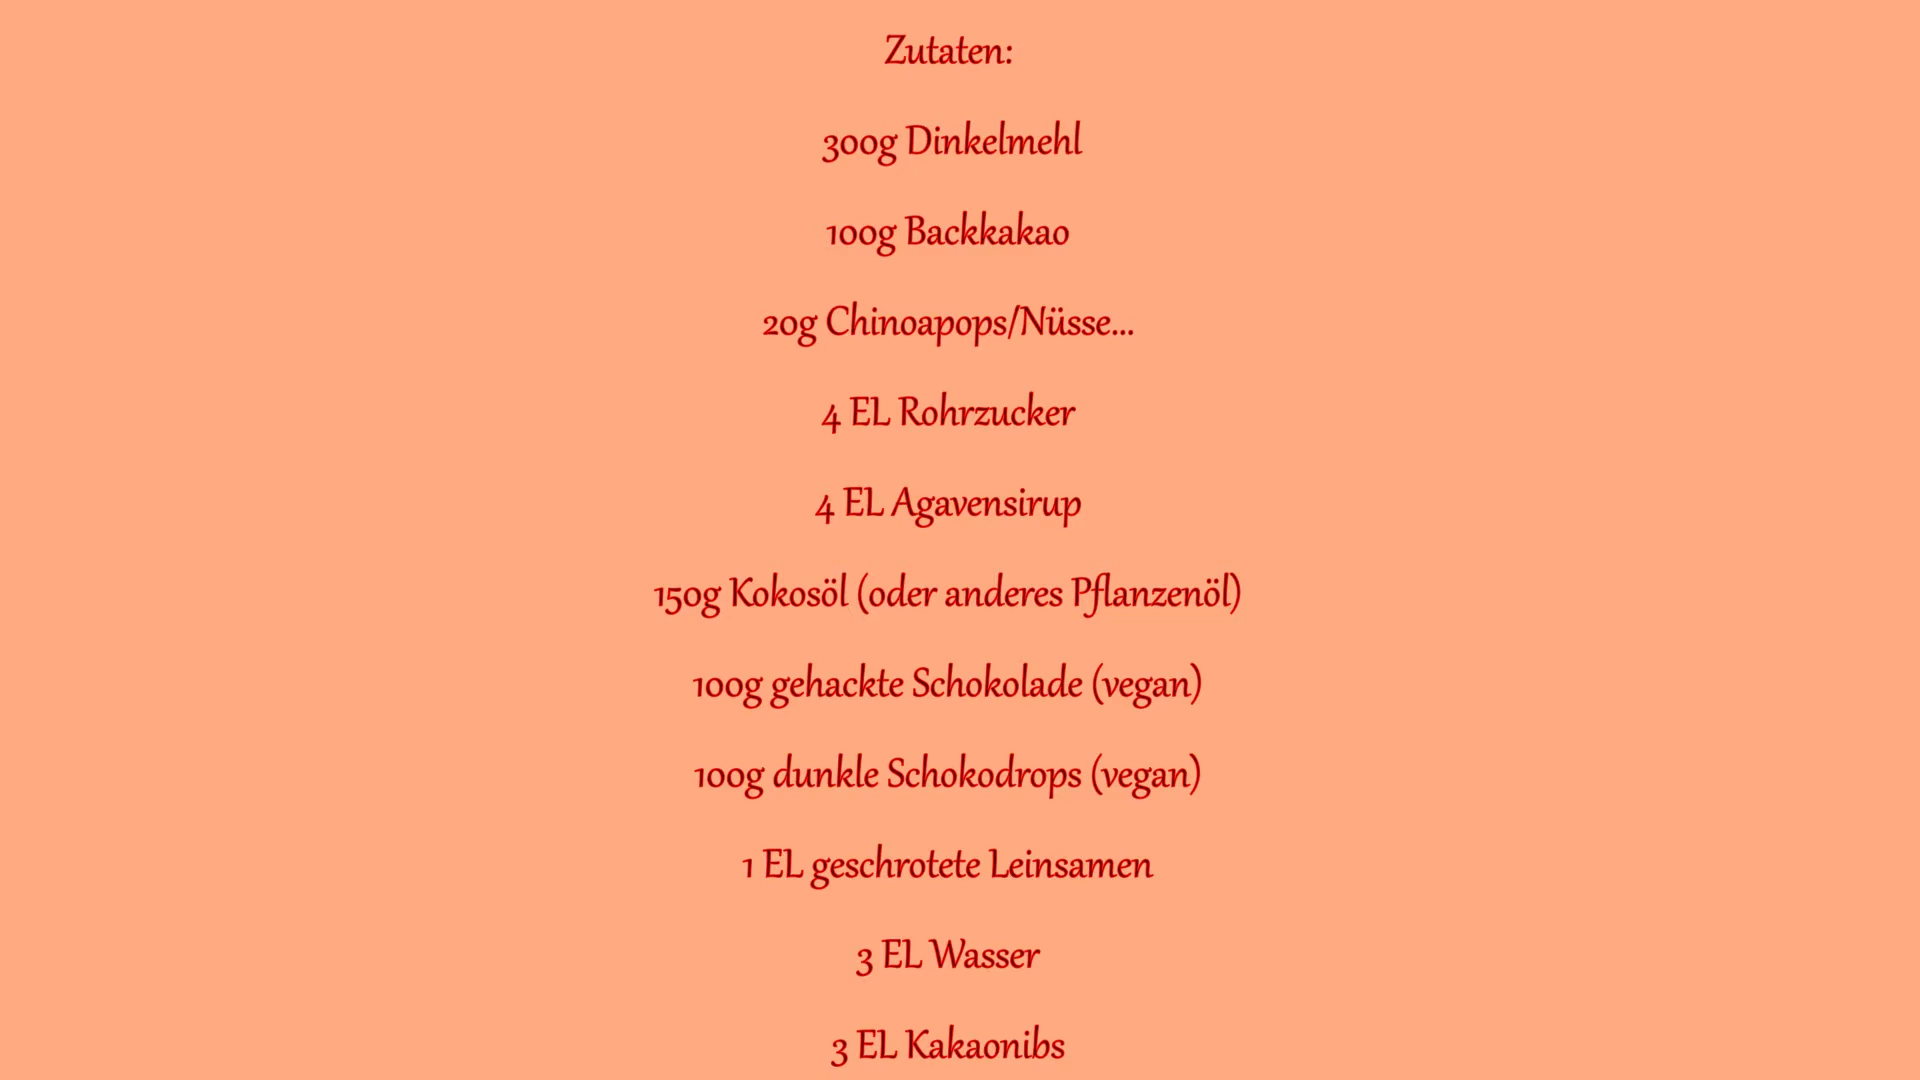 Zutaten:
300g Dinkelmehl
100g Backkakao
20g Chinoapops/Nüsse...
4 EL Rohrzucker
4 EL Agavensirup
150g Kokosöl (oder anderes Pflanzenöl)
100g gehackte Schokolade (vegan)
100g dunkle Schokodrops (vegan)
1 EL geschrotete Leinsamen
3 EL Wasser
3 EL Kakaonibs